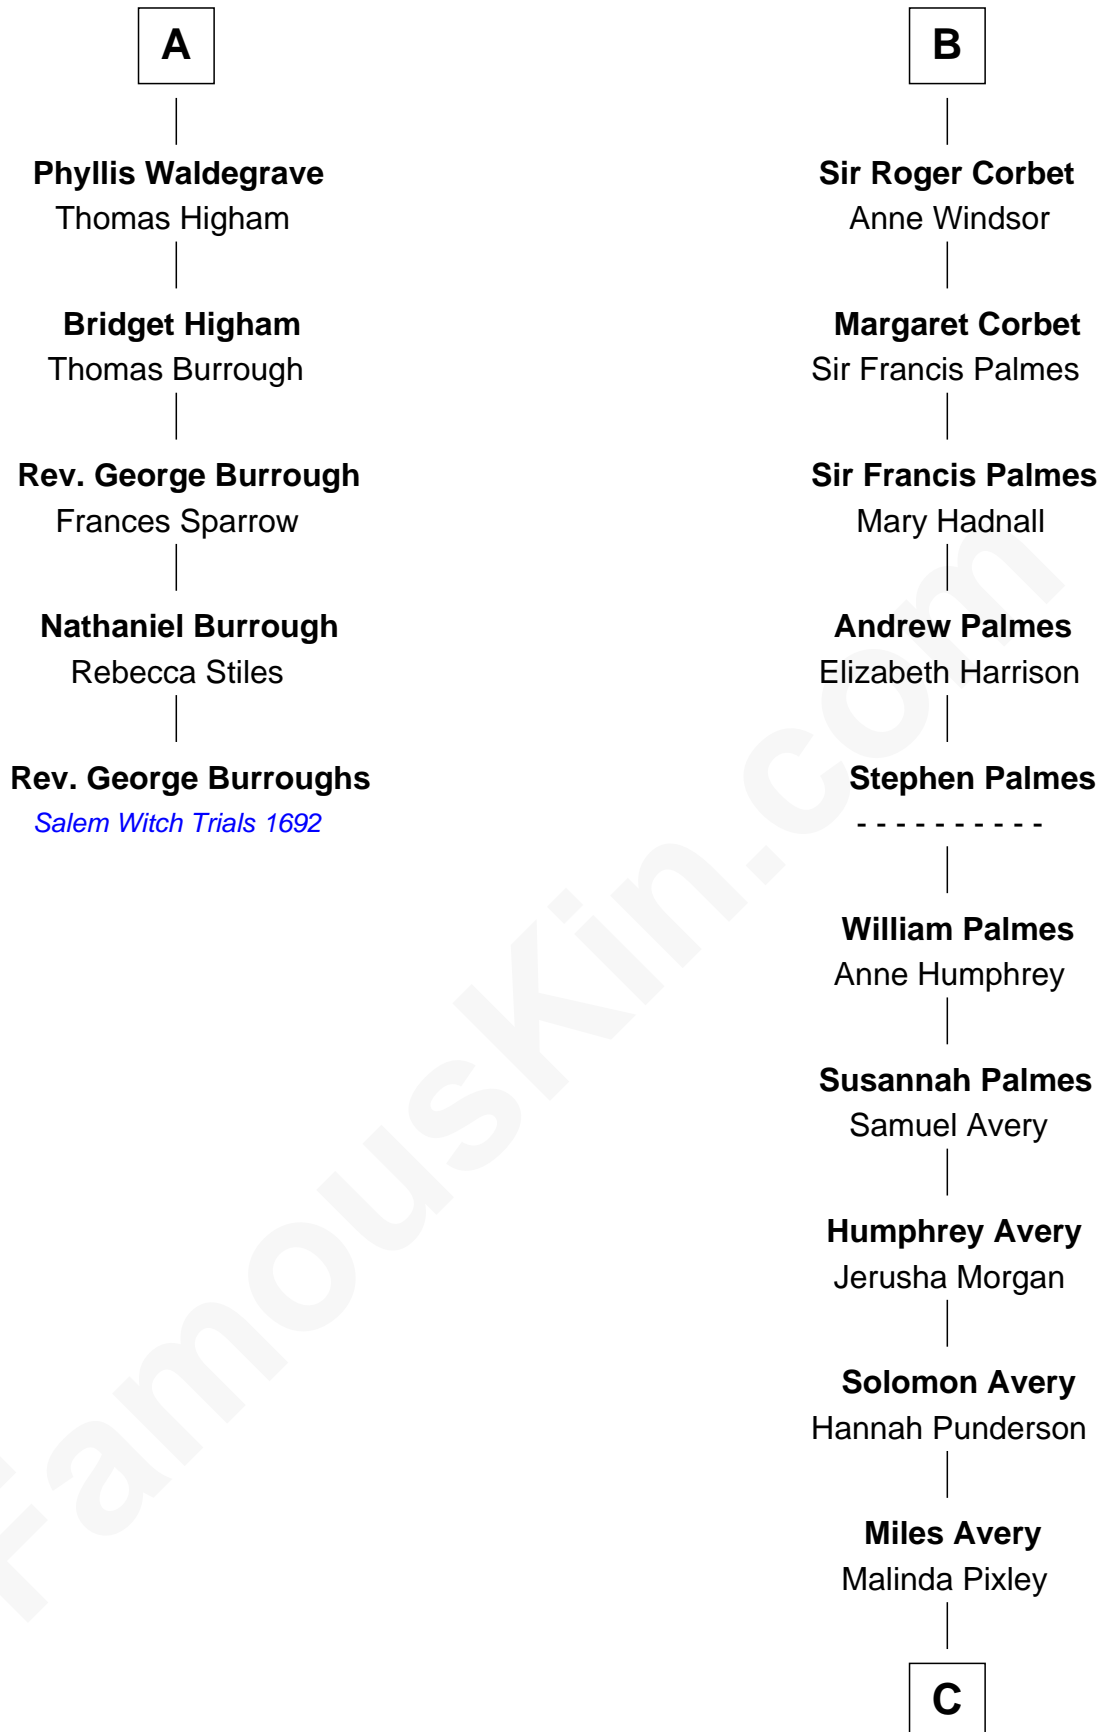 A
Phyllis Waldegrave
Thomas Higham
Bridget Higham
Thomas Burrough
Rev. George Burrough
Frances Sparrow
Nathaniel Burrough
Rebecca Stiles
Rev. George Burroughs
Salem Witch Trials 1692
B
Sir Roger Corbet
Anne Windsor
Margaret Corbet
Sir Francis Palmes
Sir Francis Palmes
Mary Hadnall
Andrew Palmes
Elizabeth Harrison
Stephen Palmes
- - - - - - - - - -
William Palmes
Anne Humphrey
Susannah Palmes
Samuel Avery
Humphrey Avery
Jerusha Morgan
Solomon Avery
Hannah Punderson
Miles Avery
Malinda Pixley
C
FamousKin.com